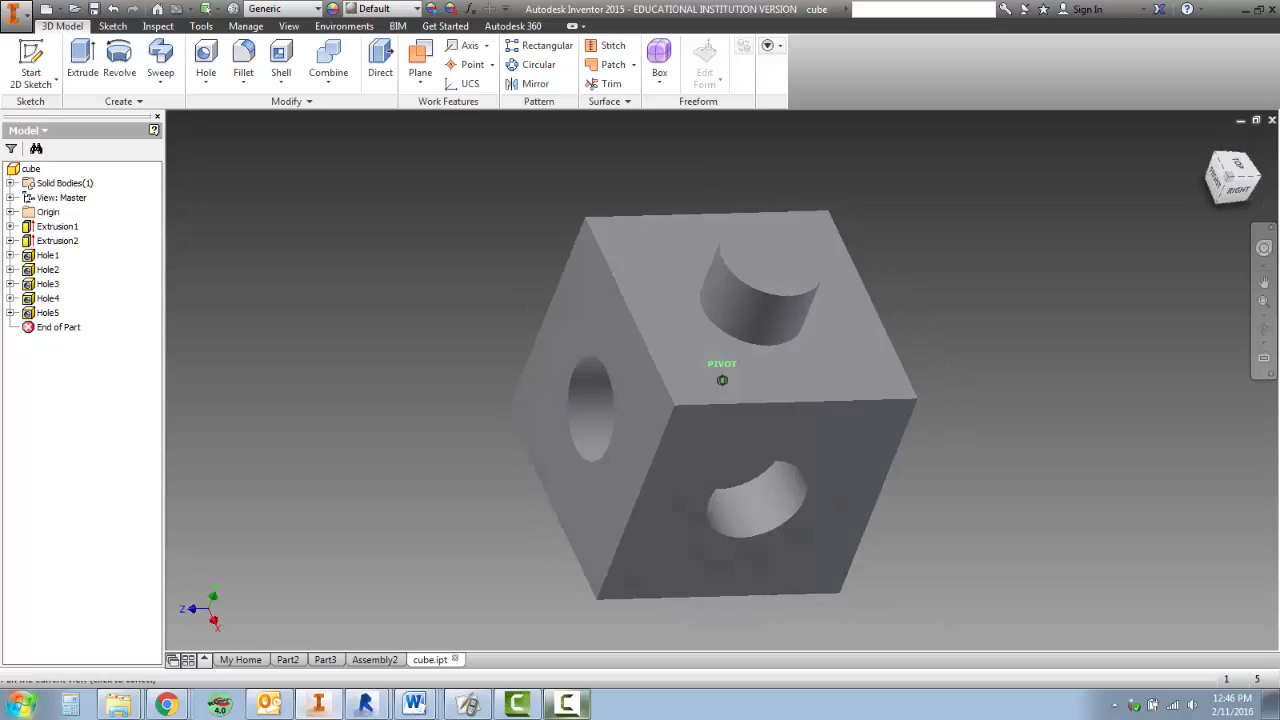 Generic
Default
Autodesk Inventor 2015 - EDUCATIONAL INSTITUTION VERSION cube
Sign In
3D Model Sketch Inspect Tools Manage View Environments BIM Get Started Autodesk 360
Start 2D Sketch
Extrude Revolve Sweep
Hole Fillet Shell Combine Direct
Plane Axis Point UCS
Rectangular Circular Mirror
Stitch Patch Trim
Box Edit Form
Sketch Create Modify Work Features Pattern Surface Freeform
Model
cube
Solid Bodies(1)
View: Master
Origin
Extrusion1
Extrusion2
Hole1
Hole2
Hole3
Hole4
Hole5
End of Part
TOP
RIGHT
PIVOT
Z
X
My Home Part2 Part3 Assembly2 cube.ipt
1 5
4.0
12:46 PM
2/11/2016